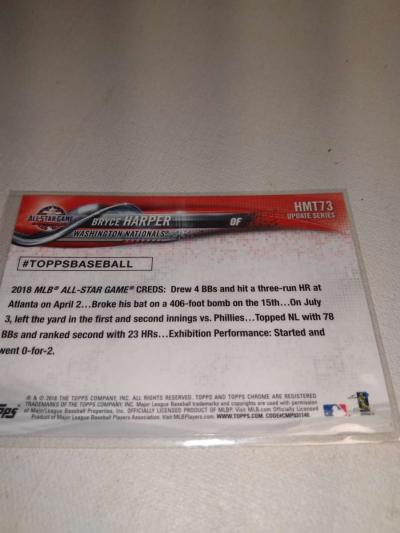 HMT73
UPDATE SERIES
ALL-STAR GAME
BRYCE HARPER
OF
WASHINGTON NATIONALS®
#TOPPSBASEBALL
2018 MLB® ALL-STAR GAME® CREDS: Drew 4 BBs and hit a three-run HR at
Atlanta on April 2...Broke his bat on a 406-foot bomb on the 15th...On July
3, left the yard in the first and second innings vs. Phillies...Topped NL with 78
BBs and ranked second with 23 HRs...Exhibition Performance: Started and
went 0-for-2.
® & © 2018 THE TOPPS COMPANY, INC. ALL RIGHTS RESERVED. TOPPS AND TOPPS CHROME ARE REGISTERED
TRADEMARKS OF THE TOPPS COMPANY, INC. Major League Baseball trademarks and copyrights are used with permission
of Major League Baseball Properties, Inc. OFFICIALLY LICENSED PRODUCT OF MLBP. Visit MLB.com Officially Licensed
Product of Major League Baseball Players Association. Visit MLBPlayers.com. WWW.TOPPS.COM. CODE#CMP031140.